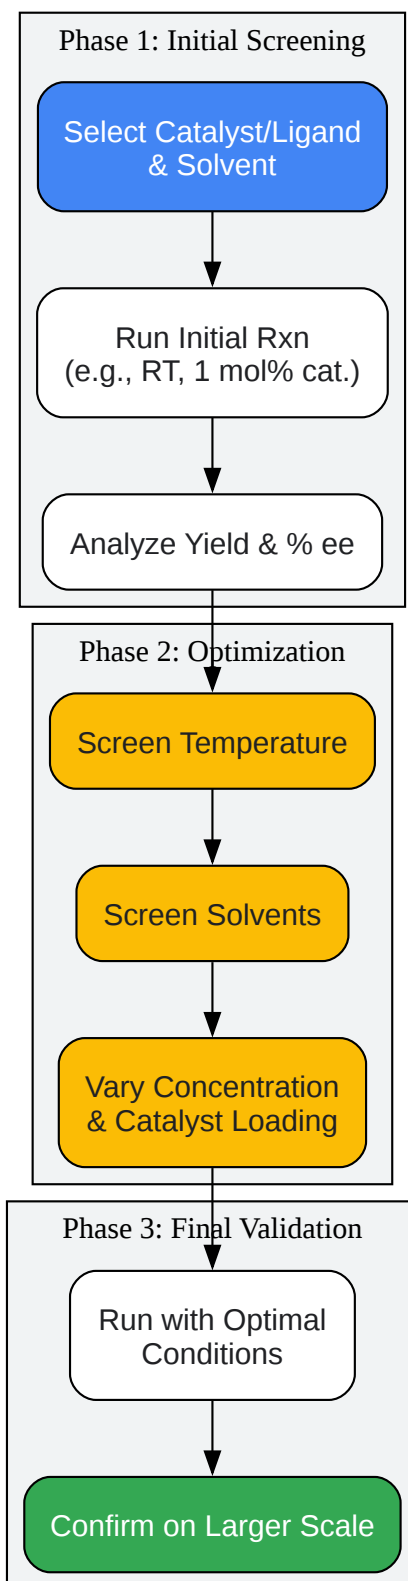 Phase 1: Initial Screening
Select Catalyst/Ligand
& Solvent
Run Initial Rxn
(e.g., RT, 1 mol% cat.)
Analyze Yield & % ee
Phase 2: Optimization
Screen Temperature
Screen Solvents
Vary Concentration
& Catalyst Loading
Phase 3: Final Validation
Run with Optimal
Conditions
Confirm on Larger Scale